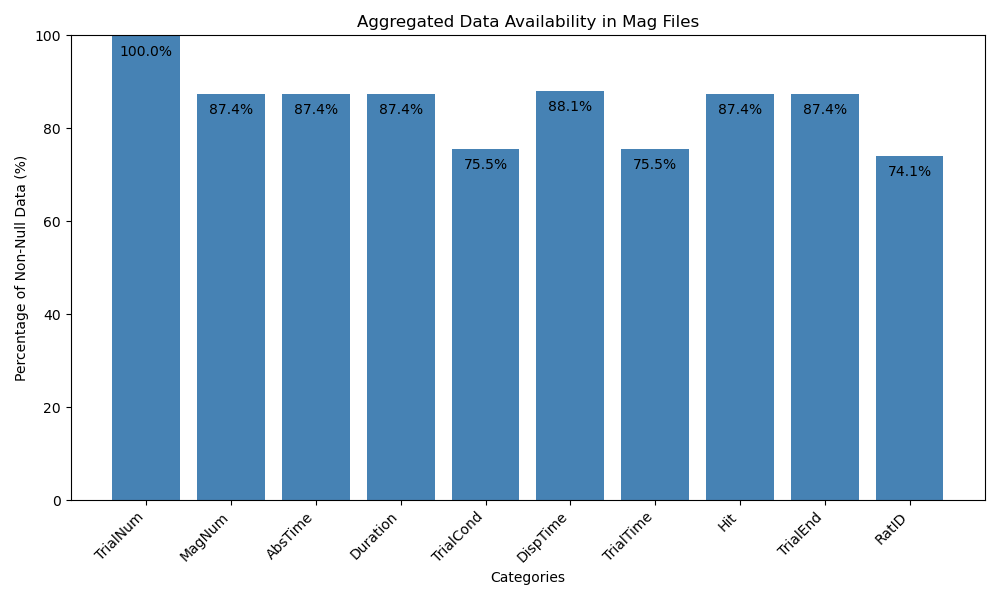 Aggregated Data Availability in Mag Files
Percentage of Non-Null Data (%)
100
80
60
40
20
0
100.0%
87.4%
87.4%
87.4%
75.5%
88.1%
75.5%
87.4%
87.4%
74.1%
TrialNum
MagNum
AbsTime
Duration
TrialCond
DispTime
TrialTime
Hit
TrialEnd
RatID
Categories